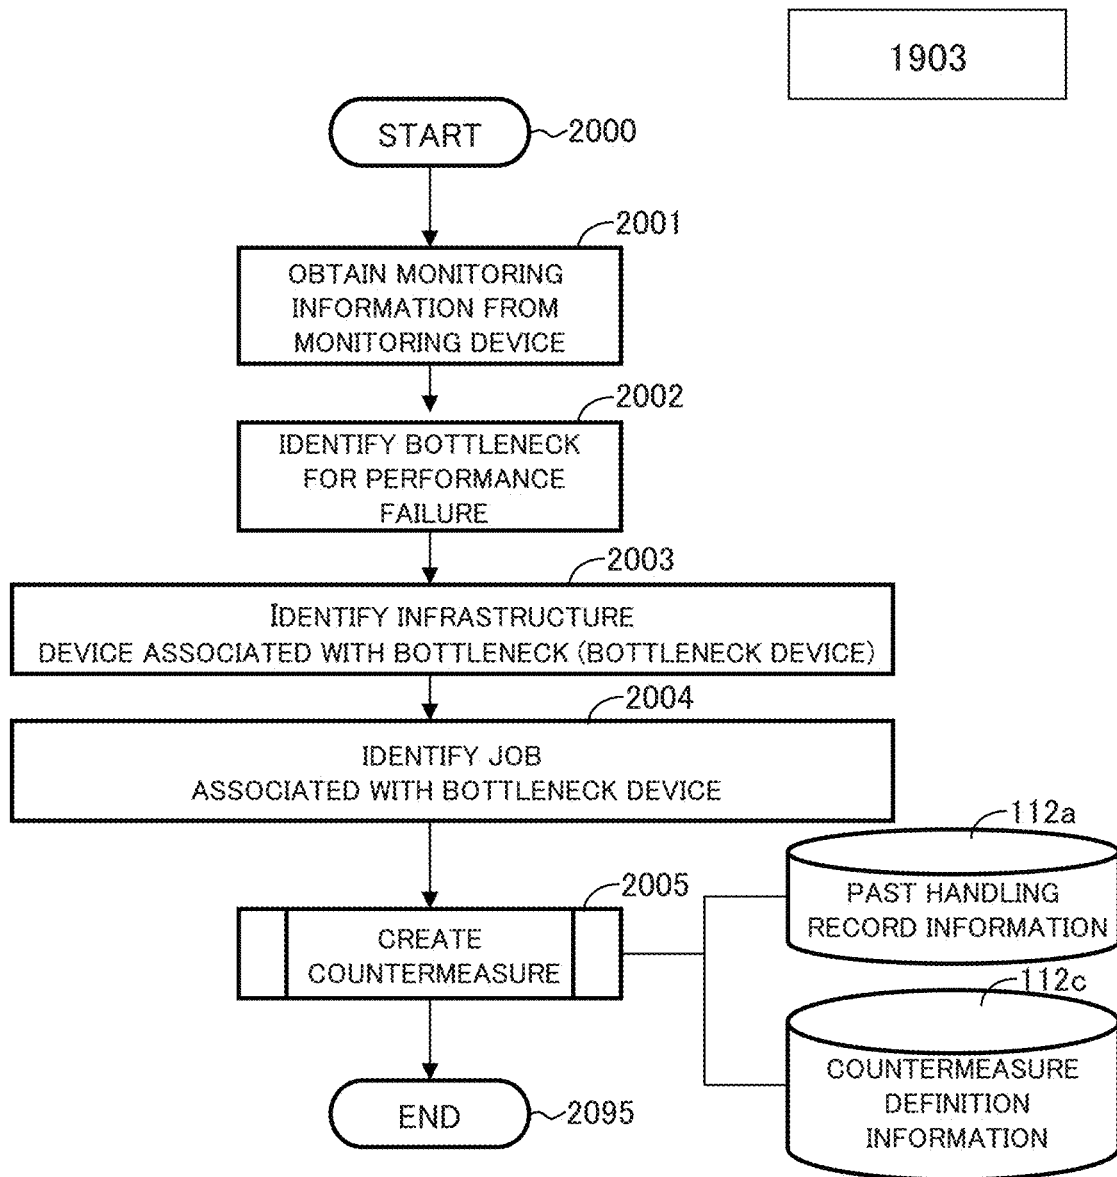 1903
START
2000
2001
OBTAIN MONITORING
INFORMATION FROM
MONITORING DEVICE
2002
IDENTIFY BOTTLENECK
FOR PERFORMANCE
FAILURE
2003
IDENTIFY INFRASTRUCTURE
DEVICE ASSOCIATED WITH BOTTLENECK (BOTTLENECK DEVICE)
2004
IDENTIFY JOB
ASSOCIATED WITH BOTTLENECK DEVICE
2005
CREATE
COUNTERMEASURE
112a
PAST HANDLING
RECORD INFORMATION
112c
COUNTERMEASURE
DEFINITION
INFORMATION
END
2095